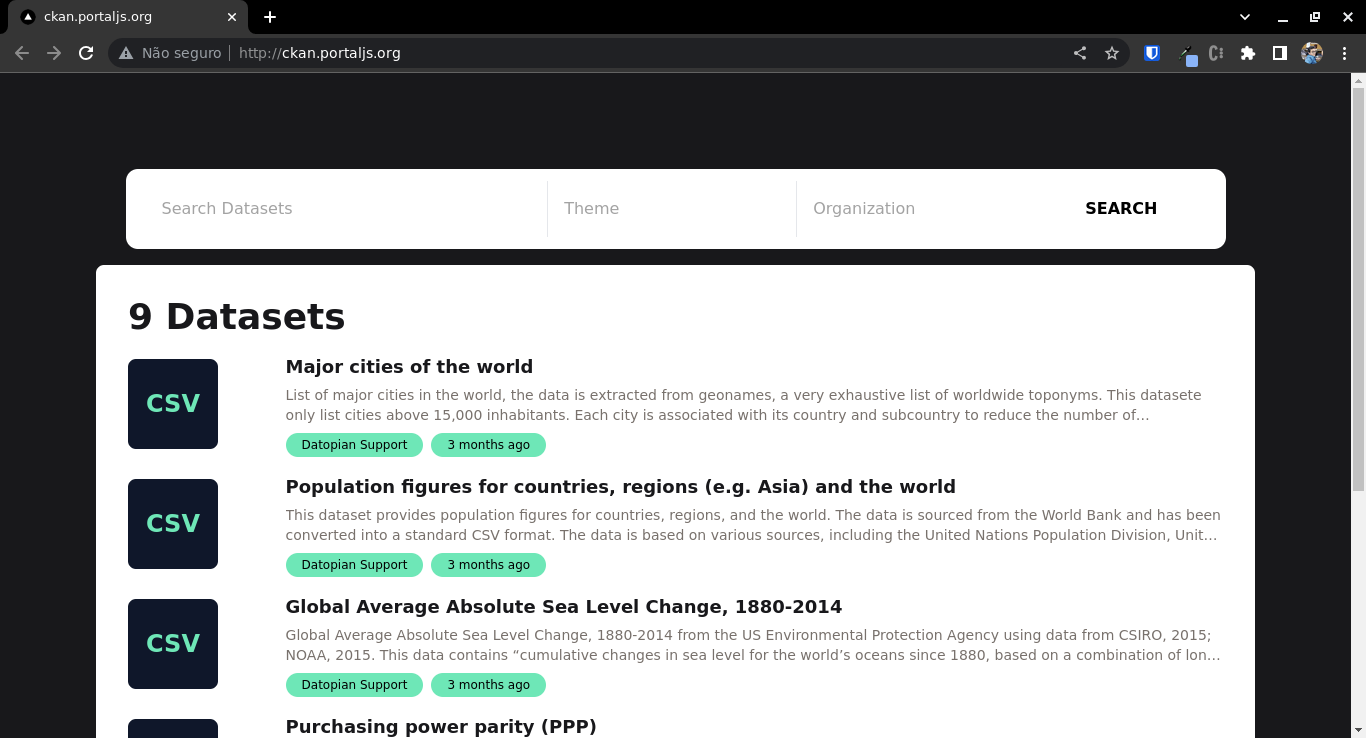 ckan.portaljs.org
Não seguro http://ckan.portaljs.org
Search Datasets Theme Organization SEARCH
9 Datasets
CSV
Major cities of the world
List of major cities in the world, the data is extracted from geonames, a very exhaustive list of worldwide toponyms. This datasete
only list cities above 15,000 inhabitants. Each city is associated with its country and subcountry to reduce the number of...
Datopian Support 3 months ago
CSV
Population figures for countries, regions (e.g. Asia) and the world
This dataset provides population figures for countries, regions, and the world. The data is sourced from the World Bank and has been
converted into a standard CSV format. The data is based on various sources, including the United Nations Population Division, Unit...
Datopian Support 3 months ago
CSV
Global Average Absolute Sea Level Change, 1880-2014
Global Average Absolute Sea Level Change, 1880-2014 from the US Environmental Protection Agency using data from CSIRO, 2015;
NOAA, 2015. This data contains “cumulative changes in sea level for the world’s oceans since 1880, based on a combination of lon...
Datopian Support 3 months ago
Purchasing power parity (PPP)